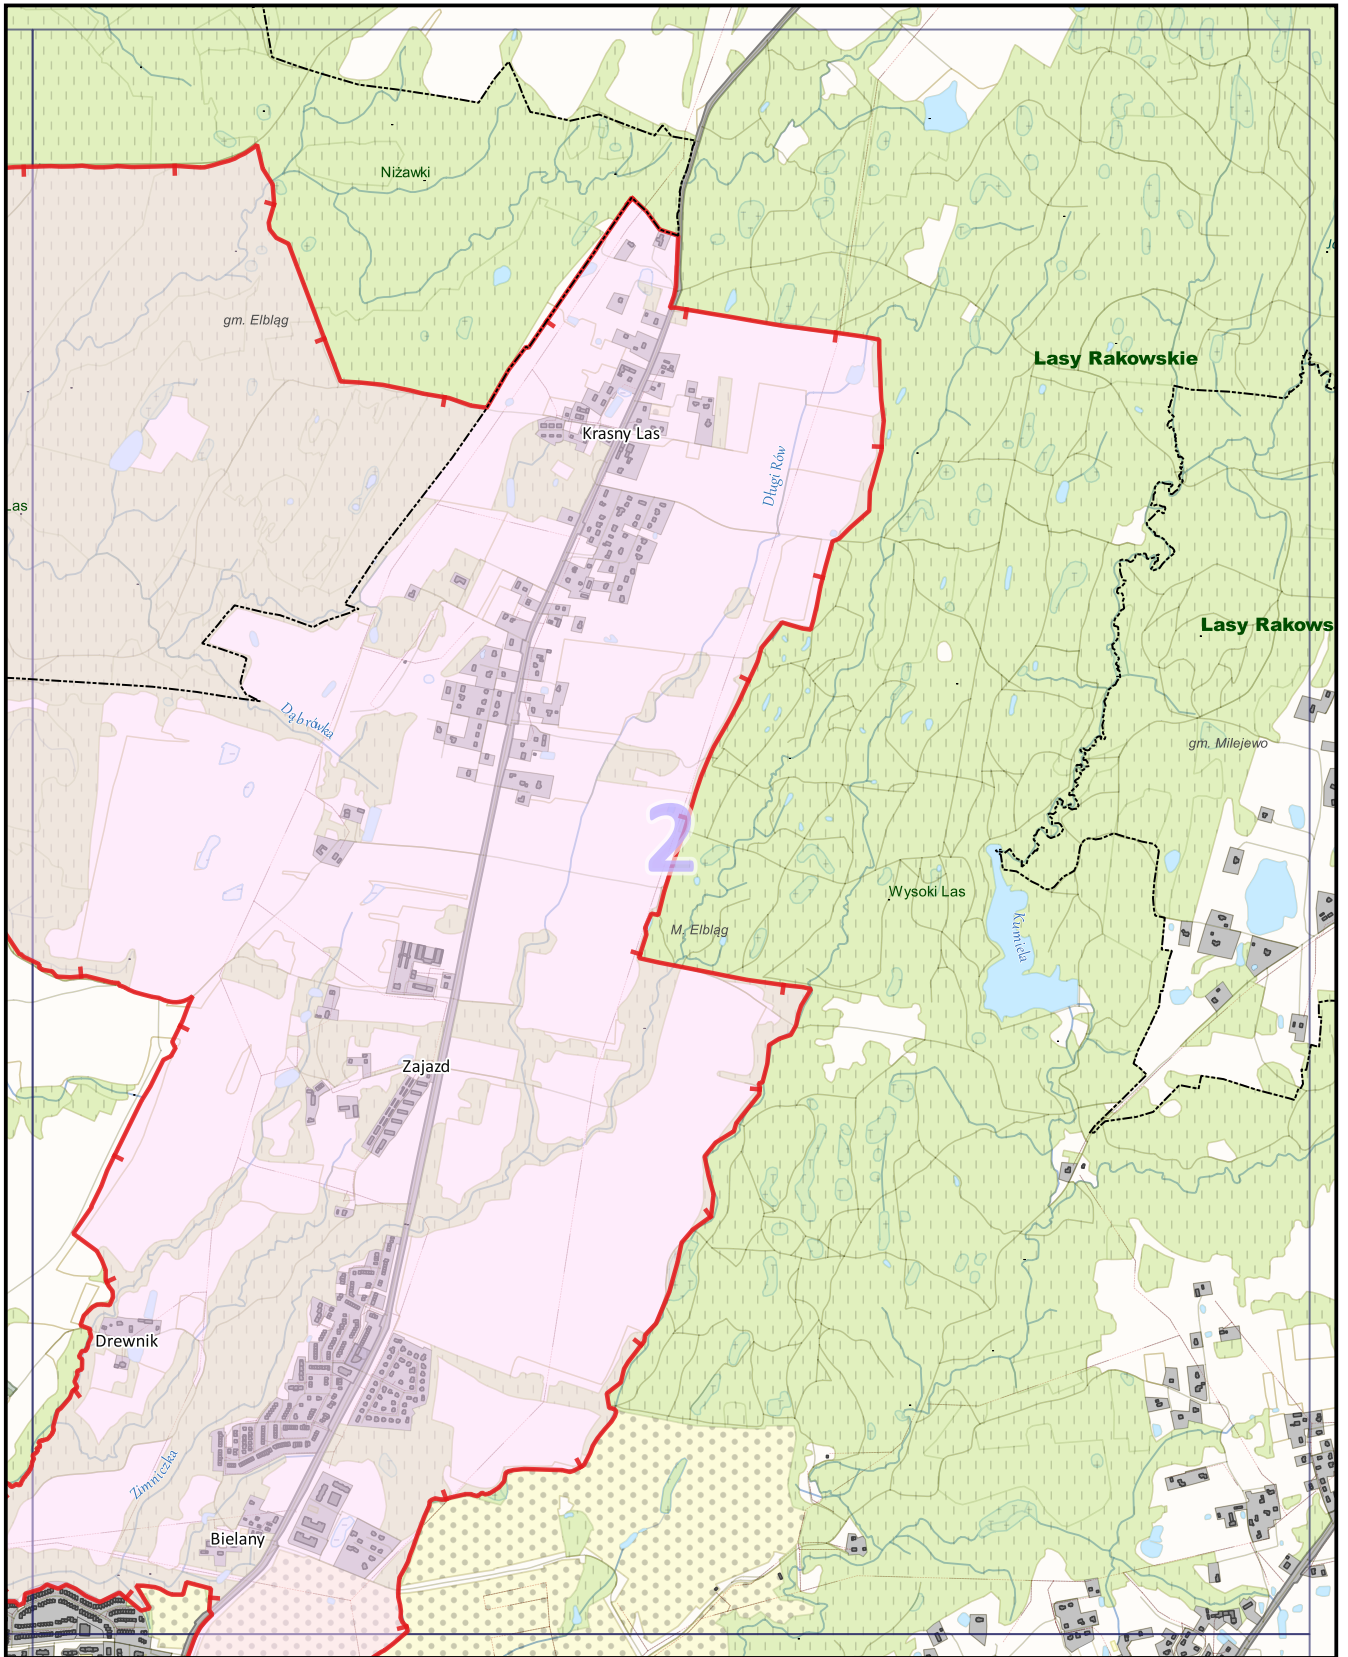 Niżawki
gm. Elbląg
Lasy Rakowskie
Krasny Las
Długi Rów
Las
Lasy Rakows
Dąbrówka
gm. Milejewo
2
Wysoki Las
M. Elbląg
Kumiela
Zajazd
Drewnik
Zimniczka
Bielany